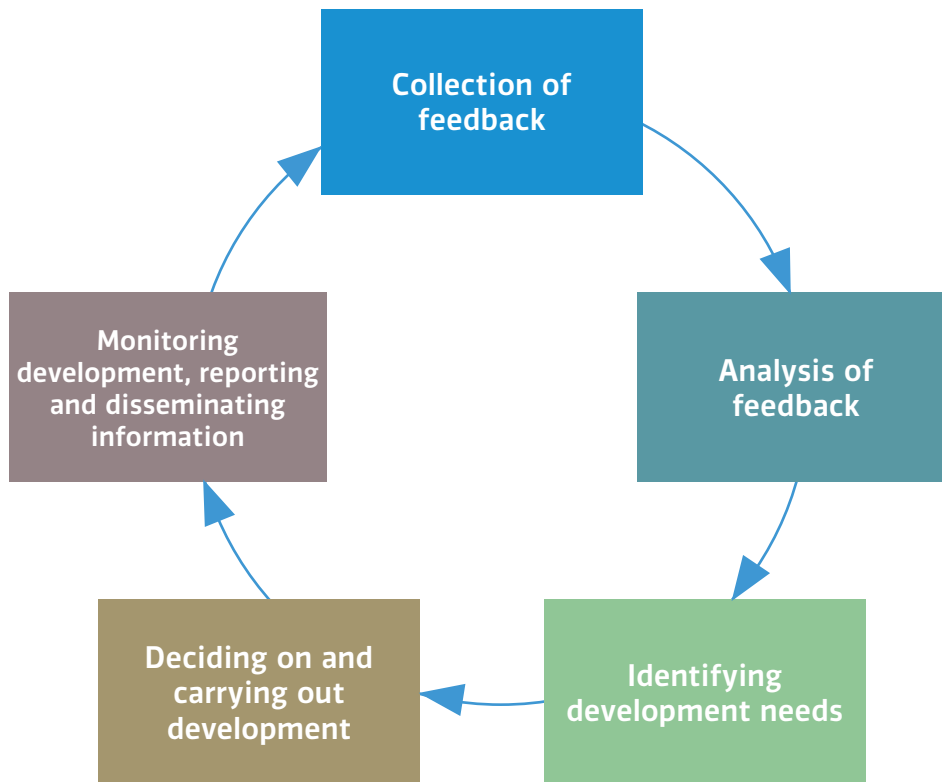 Collection of
feedback
Analysis of
feedback
Identifying
development needs
Deciding on and
carrying out
development
Monitoring
development, reporting
and disseminating
information